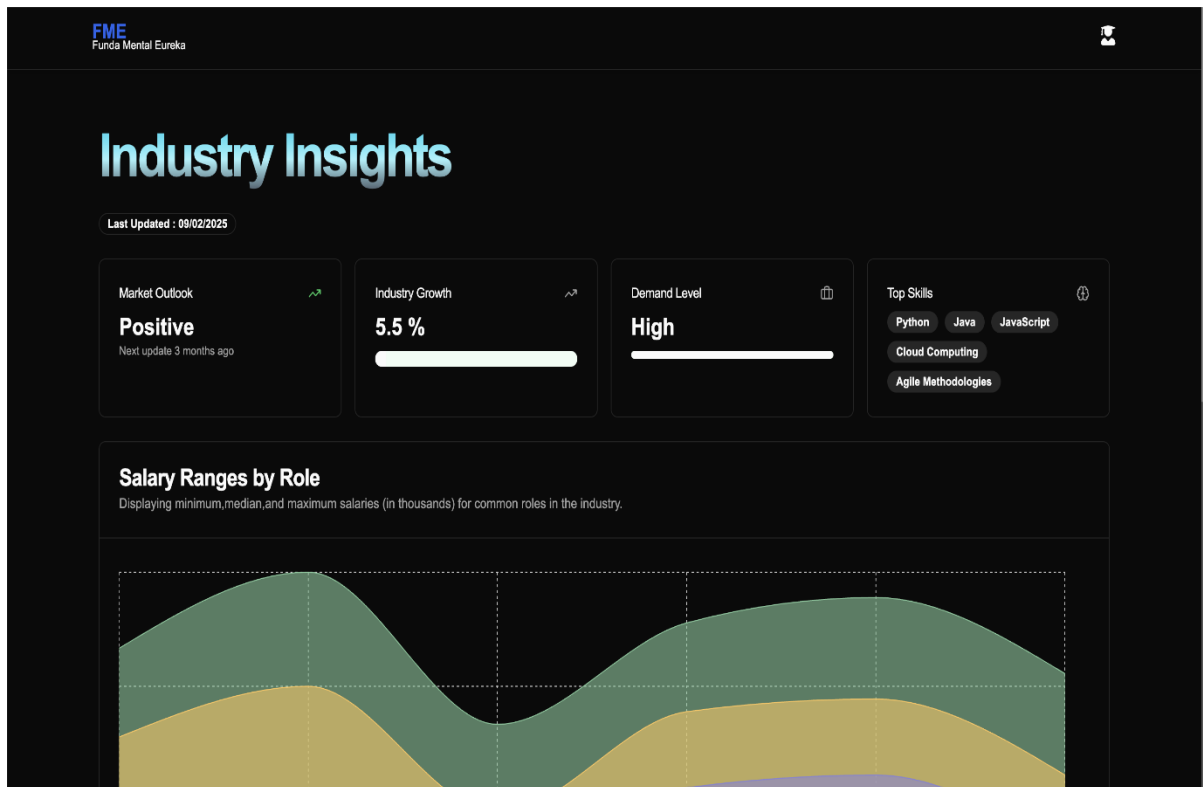 FME
Funda Mental Eureka
Industry Insights
Last Updated : 09/02/2025
Market Outlook
Positive
Next update 3 months ago
Industry Growth
5.5 %
Demand Level
High
Top Skills
Python Java JavaScript
Cloud Computing
Agile Methodologies
Salary Ranges by Role
Displaying minimum,median,and maximum salaries (in thousands) for common roles in the industry.